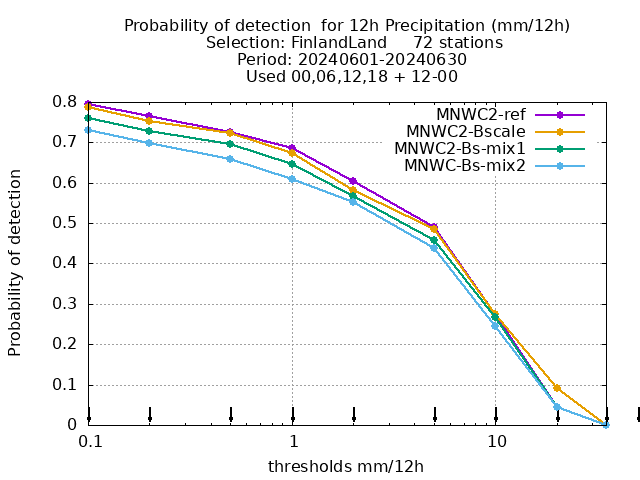 Probability of detection  for 12h Precipitation (mm/12h)
Selection: FinlandLand     72 stations
Period: 20240601-20240630
Used 00,06,12,18 + 12-00
MNWC2-ref
MNWC2-Bscale
MNWC2-Bs-mix1
MNWC-Bs-mix2
Probability of detection
0.8
0.7
0.6
0.5
0.4
0.3
0.2
0.1
0
0.1 1 10
thresholds mm/12h